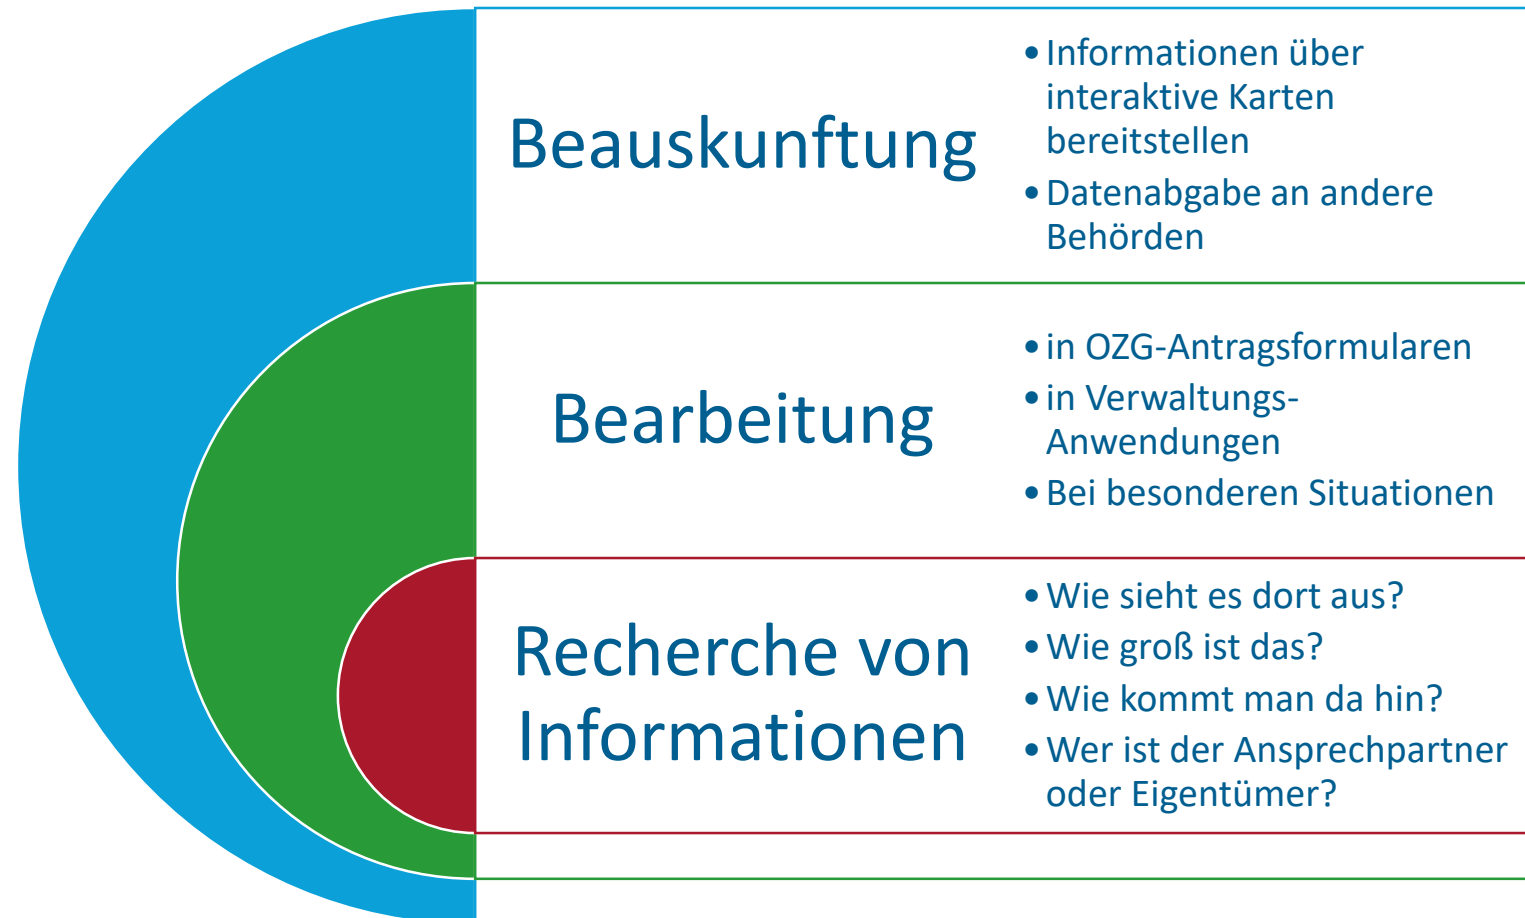 Beauskunftung
• Informationen über
interaktive Karten
bereitstellen
• Datenabgabe an andere
Behörden
Bearbeitung
• in OZG-Antragsformularen
• in Verwaltungs-
Anwendungen
• Bei besonderen Situationen
Recherche von
Informationen
• Wie sieht es dort aus?
• Wie groß ist das?
• Wie kommt man da hin?
• Wer ist der Ansprechpartner
oder Eigentümer?